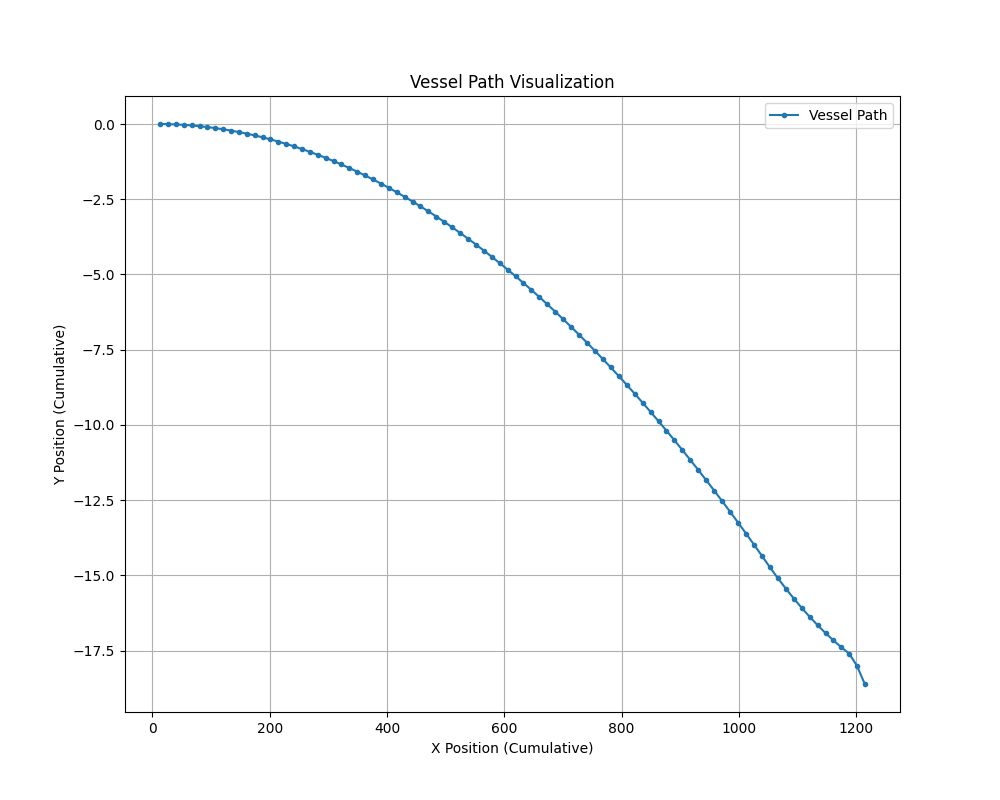 Vessel Path Visualization
Vessel Path
0.0
−2.5
−5.0
−7.5
−10.0
−12.5
−15.0
−17.5
Y Position (Cumulative)
0 200 400 600 800 1000 1200
X Position (Cumulative)